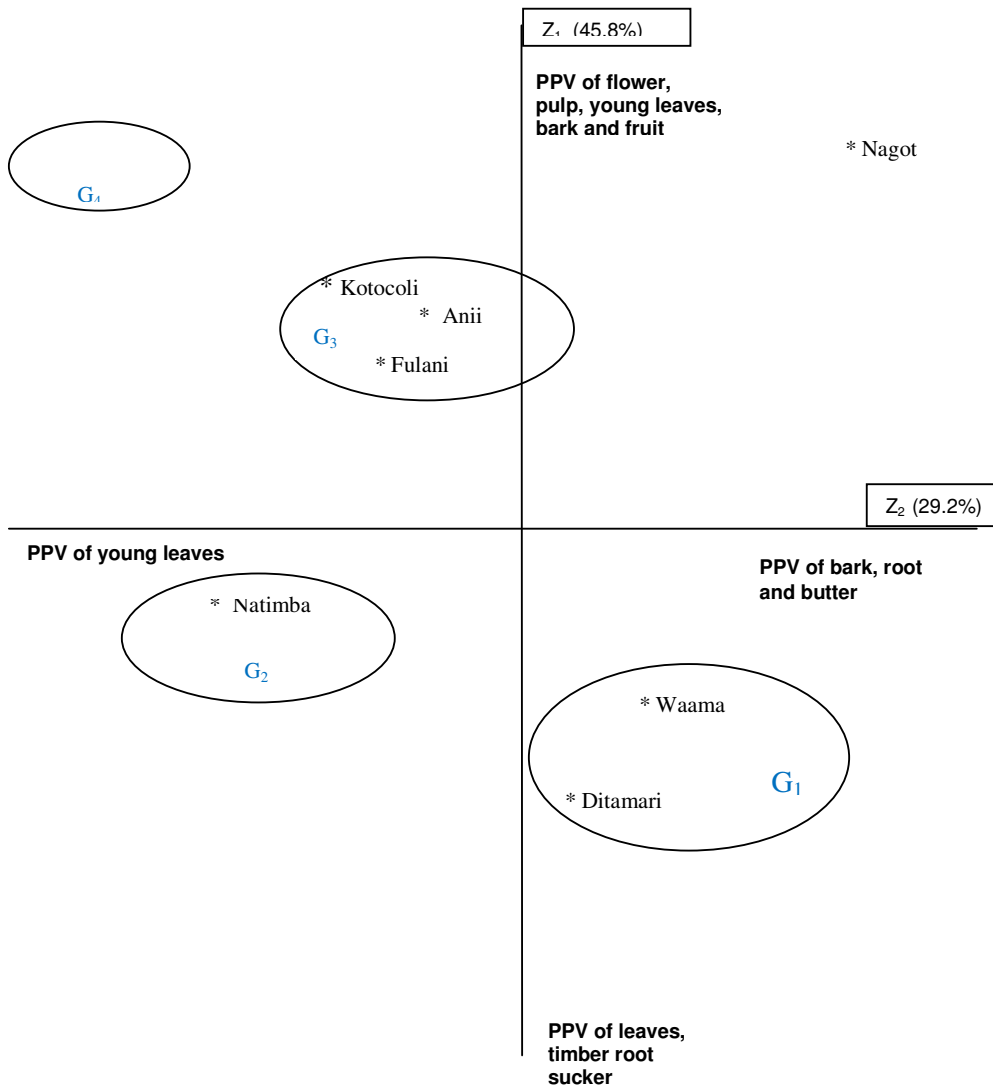 Z₁ (45.8%)
PPV of flower,
pulp, young leaves,
bark and fruit
* Nagot
G₄
* Kotocoli
* Anii
G₃
* Fulani
Z₂ (29.2%)
PPV of young leaves
PPV of bark, root
and butter
* Natimba
G₂
* Waama
G₁
* Ditamari
PPV of leaves,
timber root
sucker